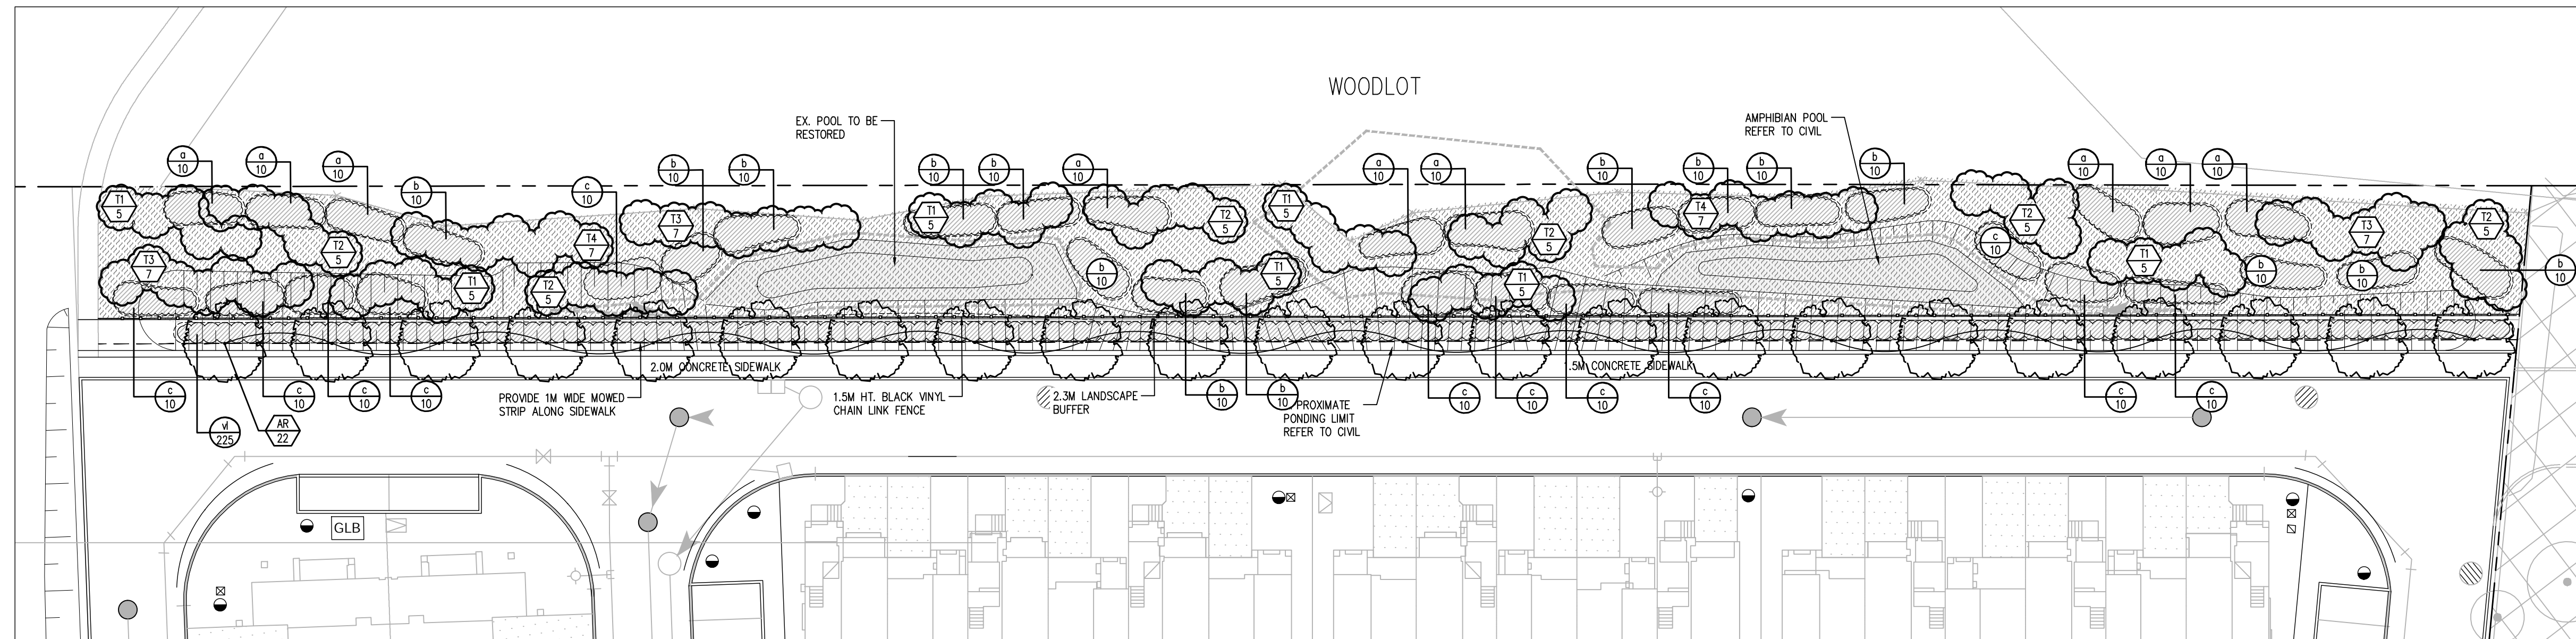 WOODLOT
EX. POOL TO BE
RESTORED
AMPHIBIAN POOL
REFER TO CIVIL
a
10
a
10
a
10
b
10
c
10
b
10
b
10
b
10
b
10
a
10
a
10
a
10
b
10
b
10
b
10
b
10
a
10
a
10
a
10
T1
5
T3
7
T2
5
T1
5
T4
7
T2
5
T3
7
T1
5
T2
5
T1
5
T1
5
b
10
T2
5
T1
5
T4
7
c
10
T2
5
T1
5
b
10
b
10
T3
7
T2
5
b
10
2.0M CONCRETE SIDEWALK
1.5M CONCRETE SIDEWALK
c
10
c
10
c
10
c
10
vl
225
AR
22
PROVIDE 1M WIDE MOWED
STRIP ALONG SIDEWALK
1.5M HT. BLACK VINYL
CHAIN LINK FENCE
2.3M LANDSCAPE
BUFFER
b
10
b
10
PROXIMATE
PONDING LIMIT
REFER TO CIVIL
c
10
c
10
c
10
c
10
c
10
c
10
GLB